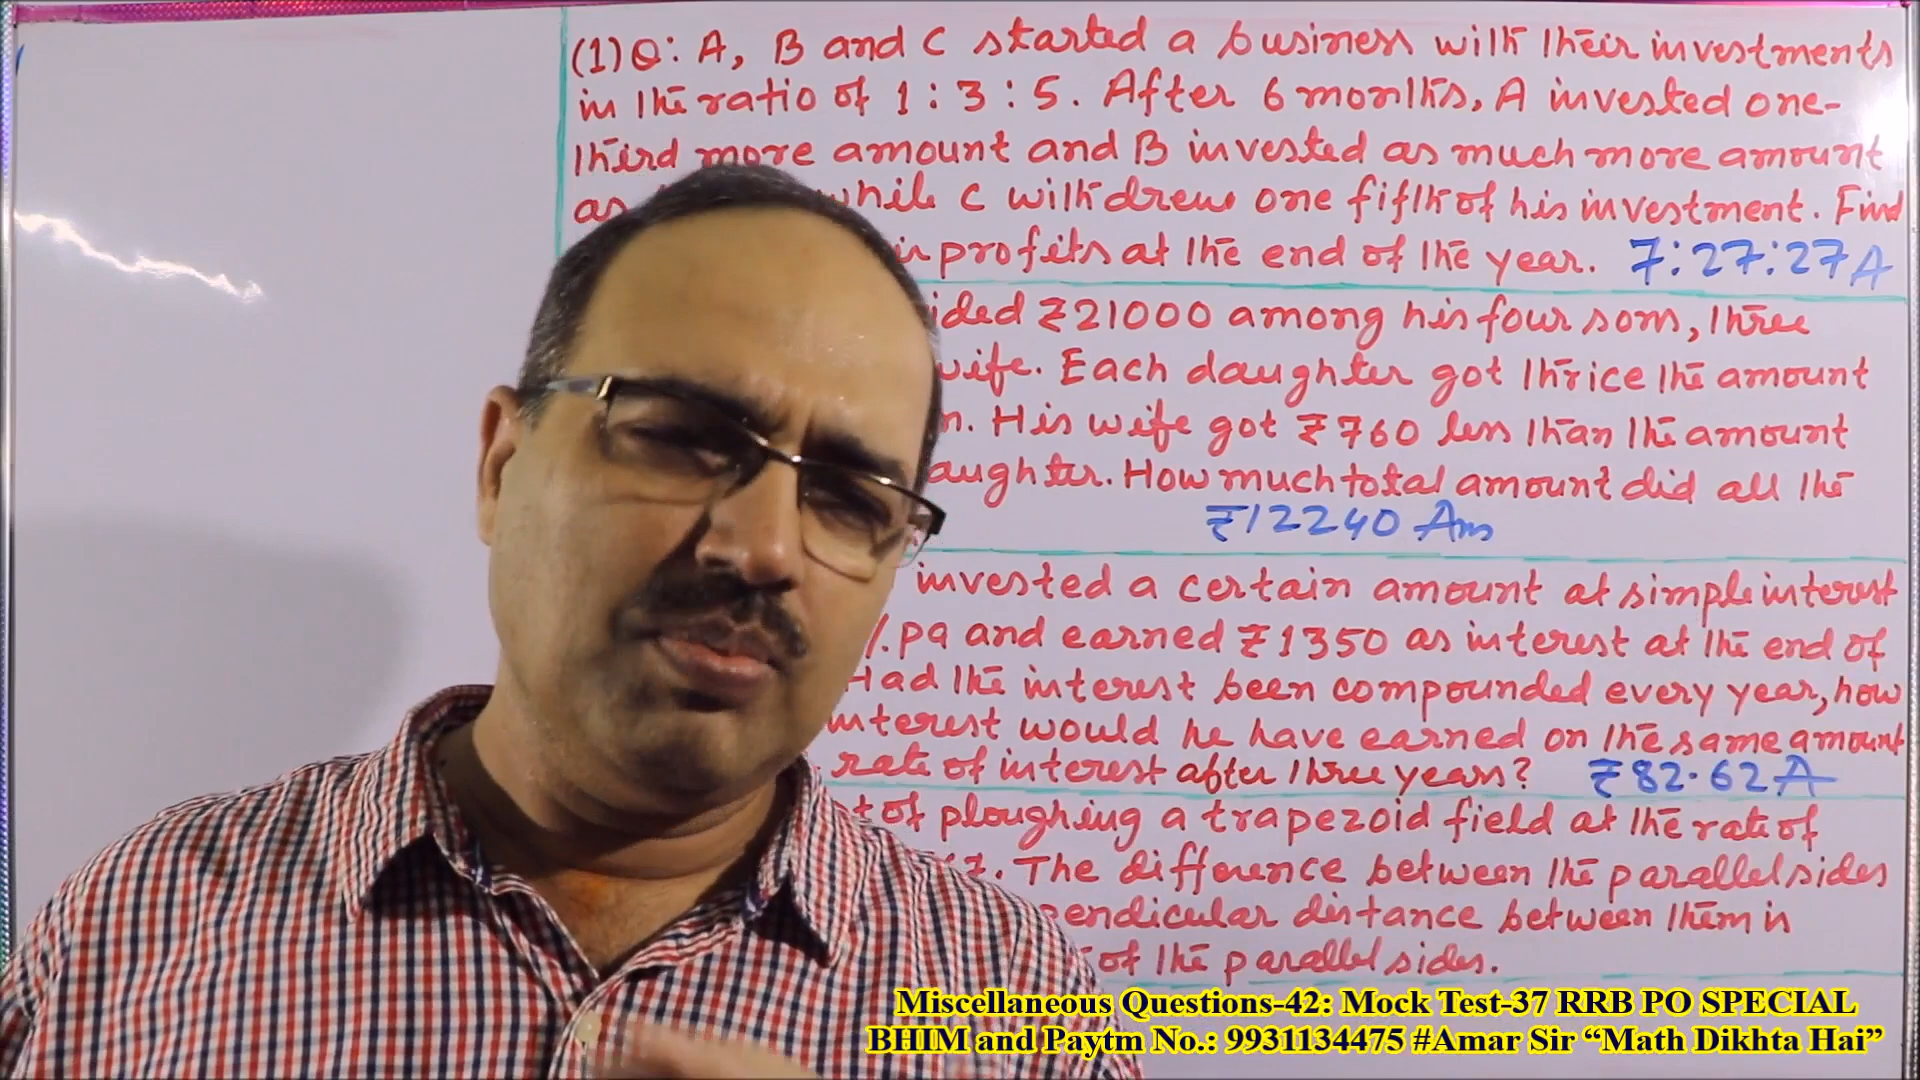 (1) Q: A, B and C started a business with their investments
in the ratio of 1 : 3 : 5. After 6 months, A invested one-
third more amount and B invested as much more amount
as while C withdrew one fifth of his investment. Find
profits at the end of the year. 7:27:27 A
₹21000 among his four sons, three
wife. Each daughter got thrice the amount
His wife got ₹760 less than the amount
daughter. How much total amount did all the
₹12240 Ans
invested a certain amount at simple interest
% pa and earned ₹1350 as interest at the end of
Had the interest been compounded every year, how
interest would he have earned on the same amount
rate of interest after three years? ₹82.62 A
of ploughing a trapezoid field at the rate of
The difference between the parallel sides
distance between them is
of the parallel sides.
Miscellaneous Questions-42: Mock Test-37 RRB PO SPECIAL
BHIM and Paytm No.: 9931134475 #Amar Sir “Math Dikhta Hai”